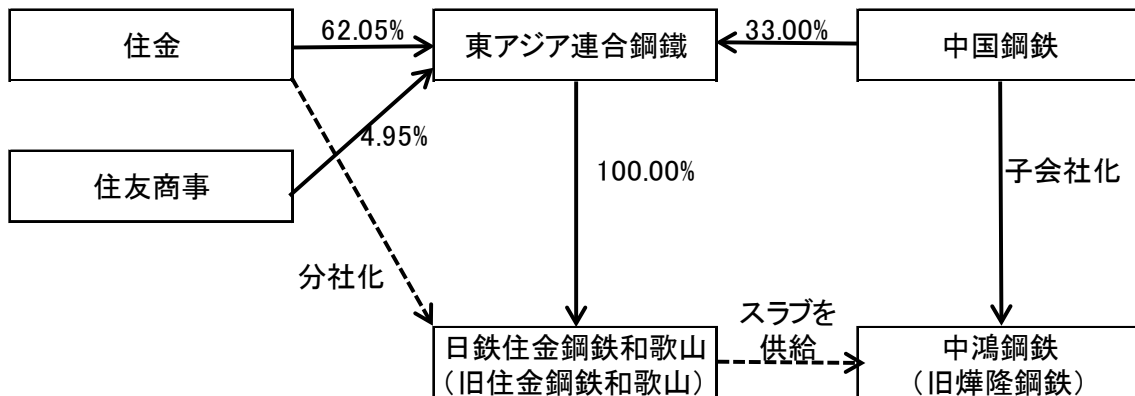 住金
62.05%
東アジア連合鋼鐵
33.00%
中国鋼鉄
4.95%
住友商事
100.00%
子会社化
分社化
スラブを
供給
日鉄住金鋼鉄和歌山
（旧住金鋼鉄和歌山）
中鴻鋼鉄
（旧燁隆鋼鉄）